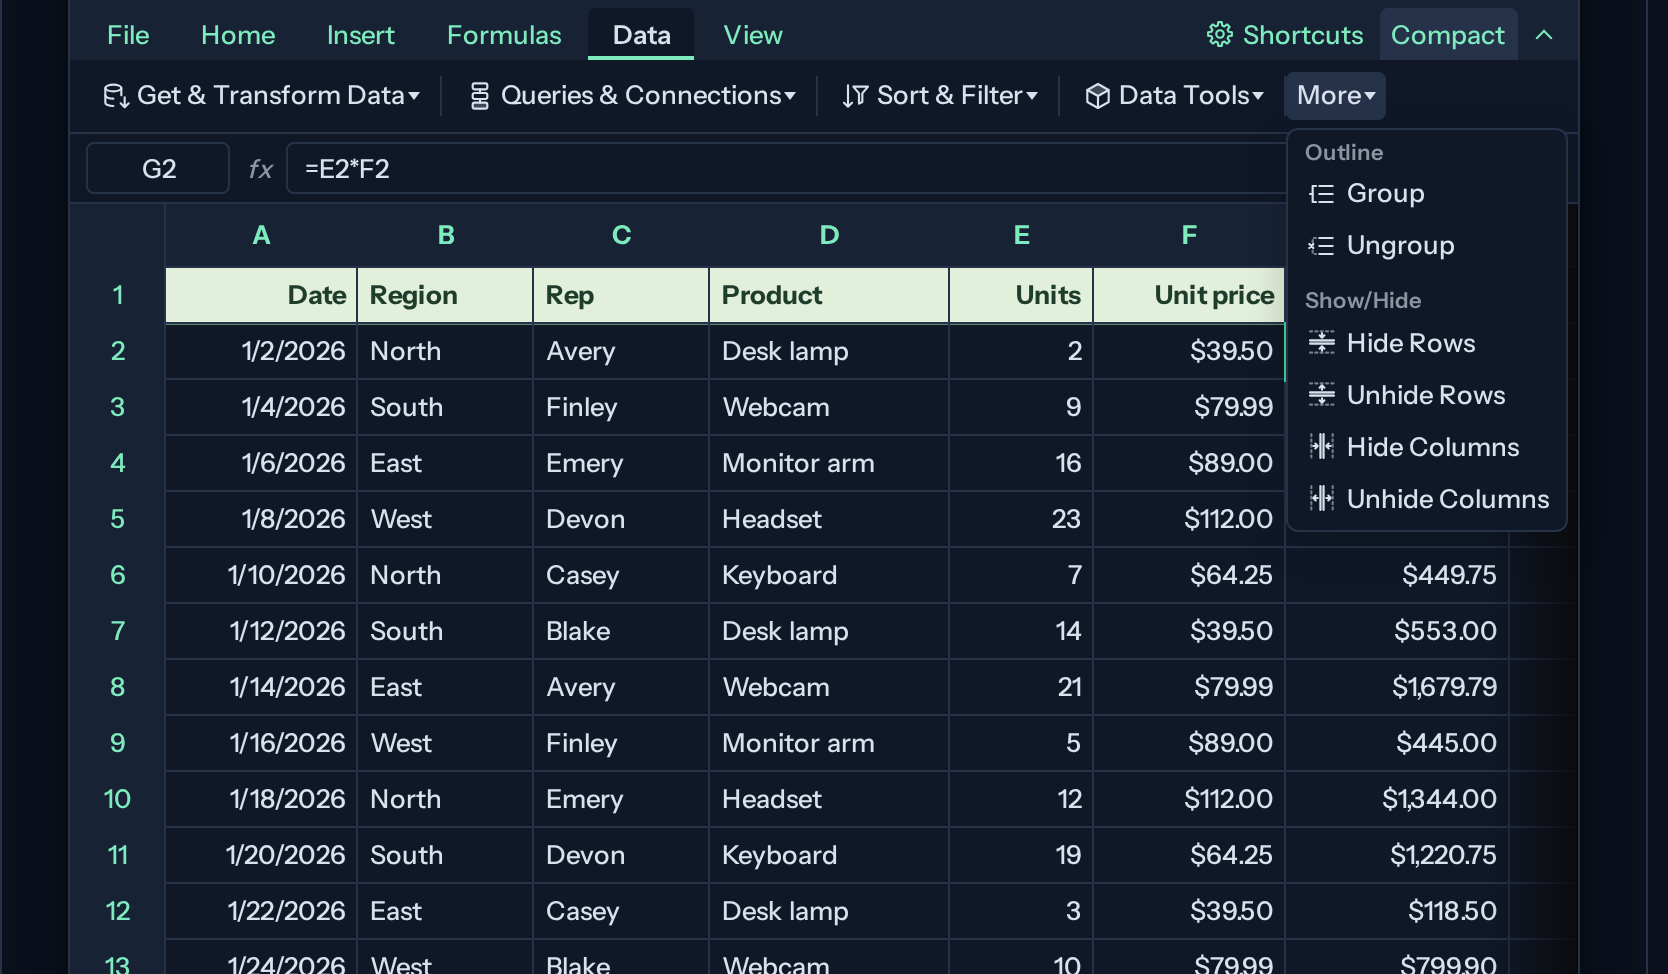 File Home Insert Formulas Data View Shortcuts Compact
Get & Transform Data Queries & Connections Sort & Filter Data Tools More
G2 fx =E2*F2
Outline
Group
Ungroup
Show/Hide
Hide Rows
Unhide Rows
Hide Columns
Unhide Columns
A B C D E F
1 Date Region Rep Product Units Unit price
2 1/2/2026 North Avery Desk lamp 2 $39.50
3 1/4/2026 South Finley Webcam 9 $79.99
4 1/6/2026 East Emery Monitor arm 16 $89.00
5 1/8/2026 West Devon Headset 23 $112.00
6 1/10/2026 North Casey Keyboard 7 $64.25 $449.75
7 1/12/2026 South Blake Desk lamp 14 $39.50 $553.00
8 1/14/2026 East Avery Webcam 21 $79.99 $1,679.79
9 1/16/2026 West Finley Monitor arm 5 $89.00 $445.00
10 1/18/2026 North Emery Headset 12 $112.00 $1,344.00
11 1/20/2026 South Devon Keyboard 19 $64.25 $1,220.75
12 1/22/2026 East Casey Desk lamp 3 $39.50 $118.50
13 1/24/2026 West Blake Webcam 10 $79.99 $799.90